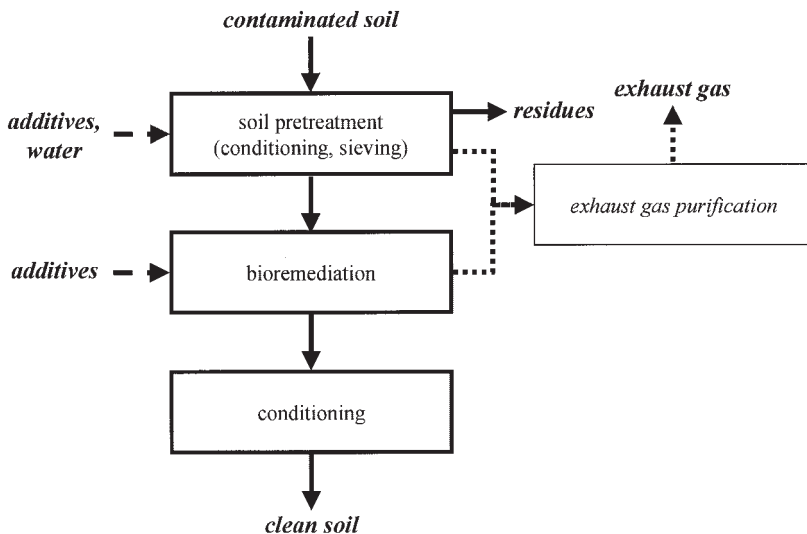 contaminated soil
additives,
water
soil pretreatment
(conditioning, sieving)
residues
exhaust gas
exhaust gas purification
additives
bioremediation
conditioning
clean soil